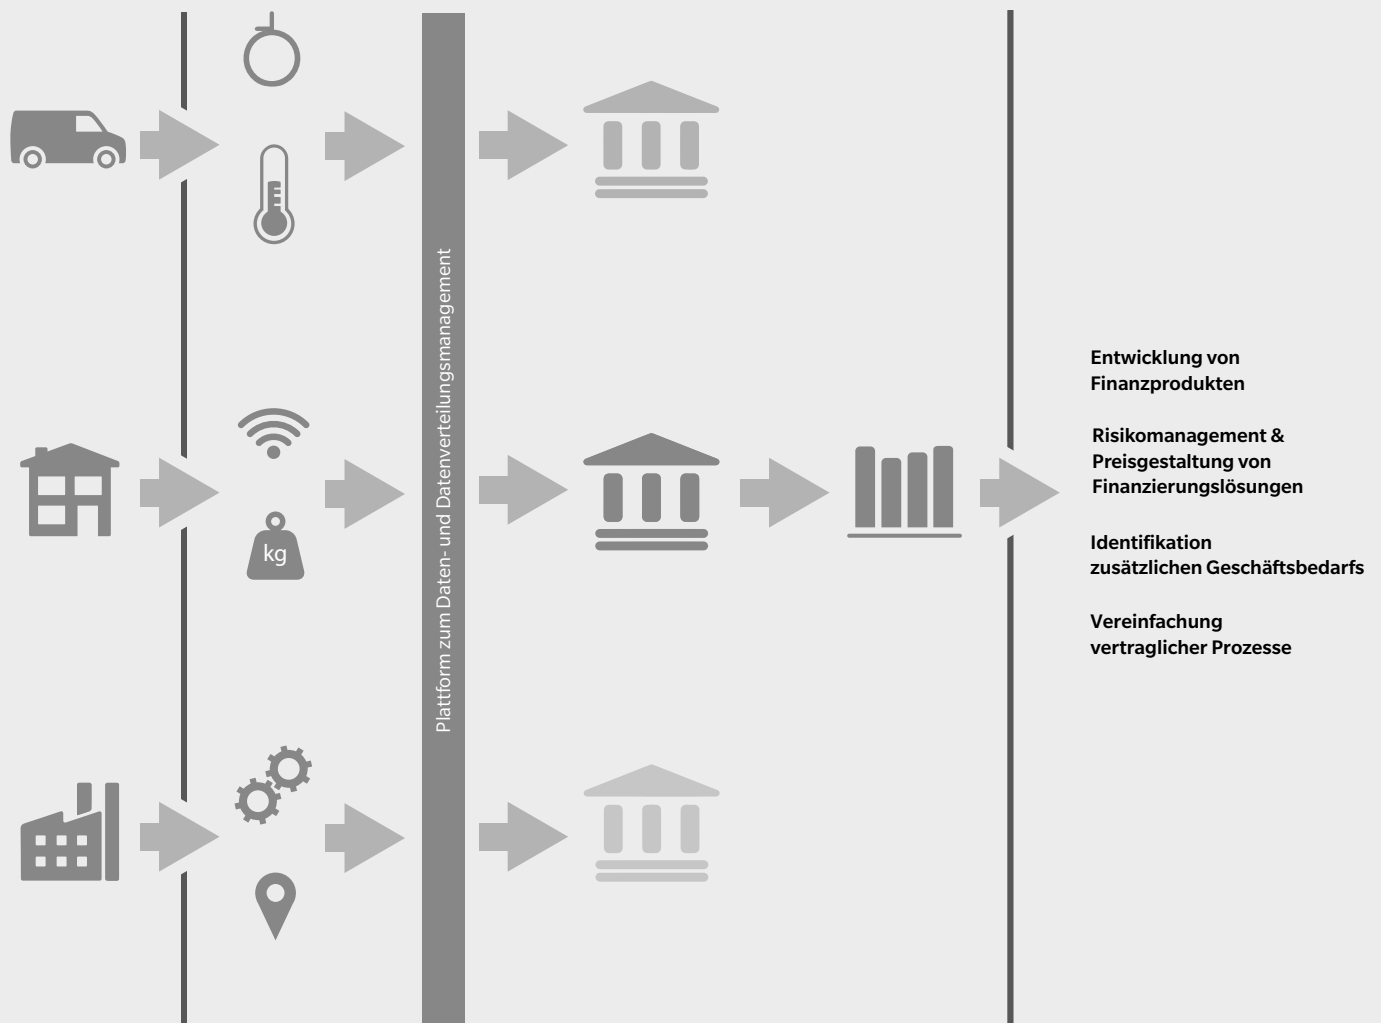 kg
Plattform zum Daten- und Datenverteilungsmanagement
Entwicklung von
Finanzprodukten
Risikomanagement &
Preisgestaltung von
Finanzierungslösungen
Identifikation
zusätzlichen Geschäftsbedarfs
Vereinfachung
vertraglicher Prozesse